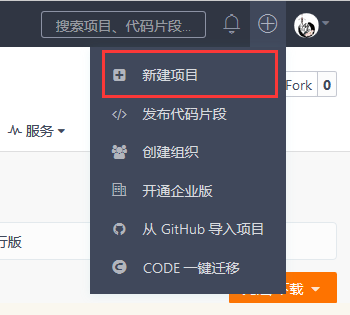 搜索项目、代码片段...
新建项目
Fork 0
发布代码片段
服务
创建组织
开通企业版
从 GitHub 导入项目
行版
CODE 一键迁移
下载